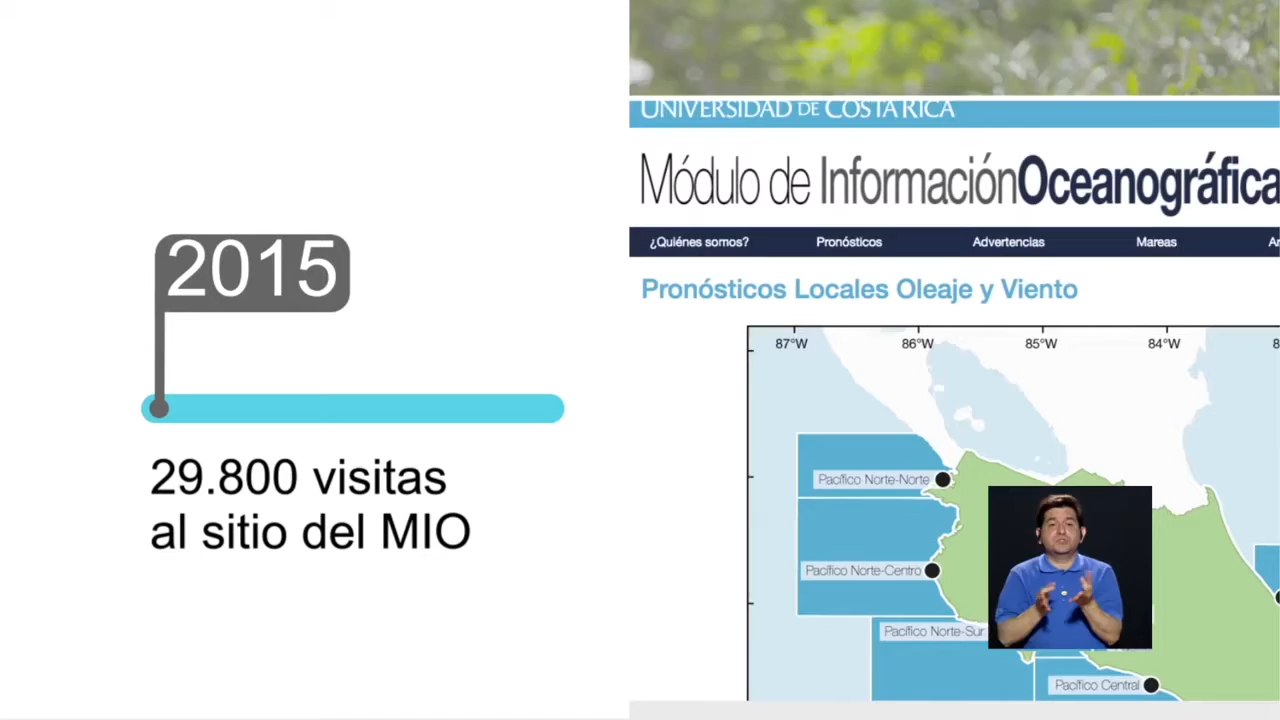 2015
29.800 visitas
al sitio del MIO
UNIVERSIDAD DE COSTA RICA
Módulo de InformaciónOceanográfica
¿Quiénes somos? Pronósticos Advertencias Mareas
Pronósticos Locales Oleaje y Viento
87°W 86°W 85°W 84°W
Pacífico Norte-Norte
Pacífico Norte-Centro
Pacífico Norte-Sur
Pacífico Central